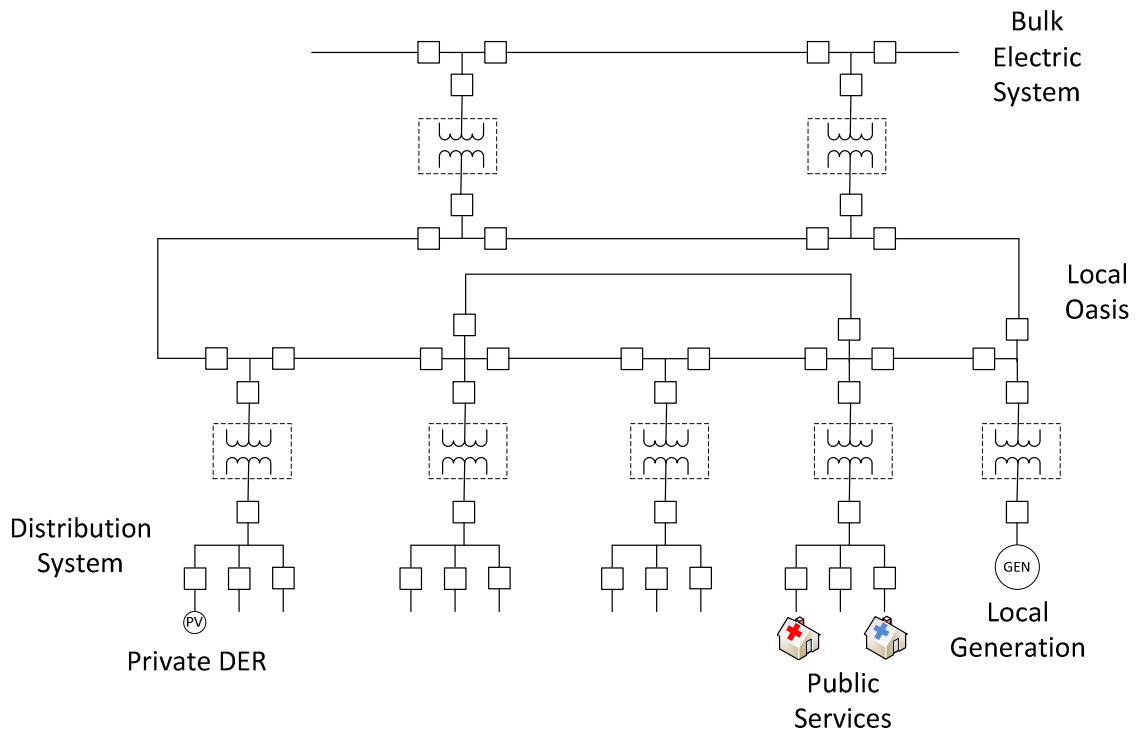 Bulk
Electric
System
Local
Oasis
Distribution
System
GEN
PV
Local
Generation
Private DER
Public
Services